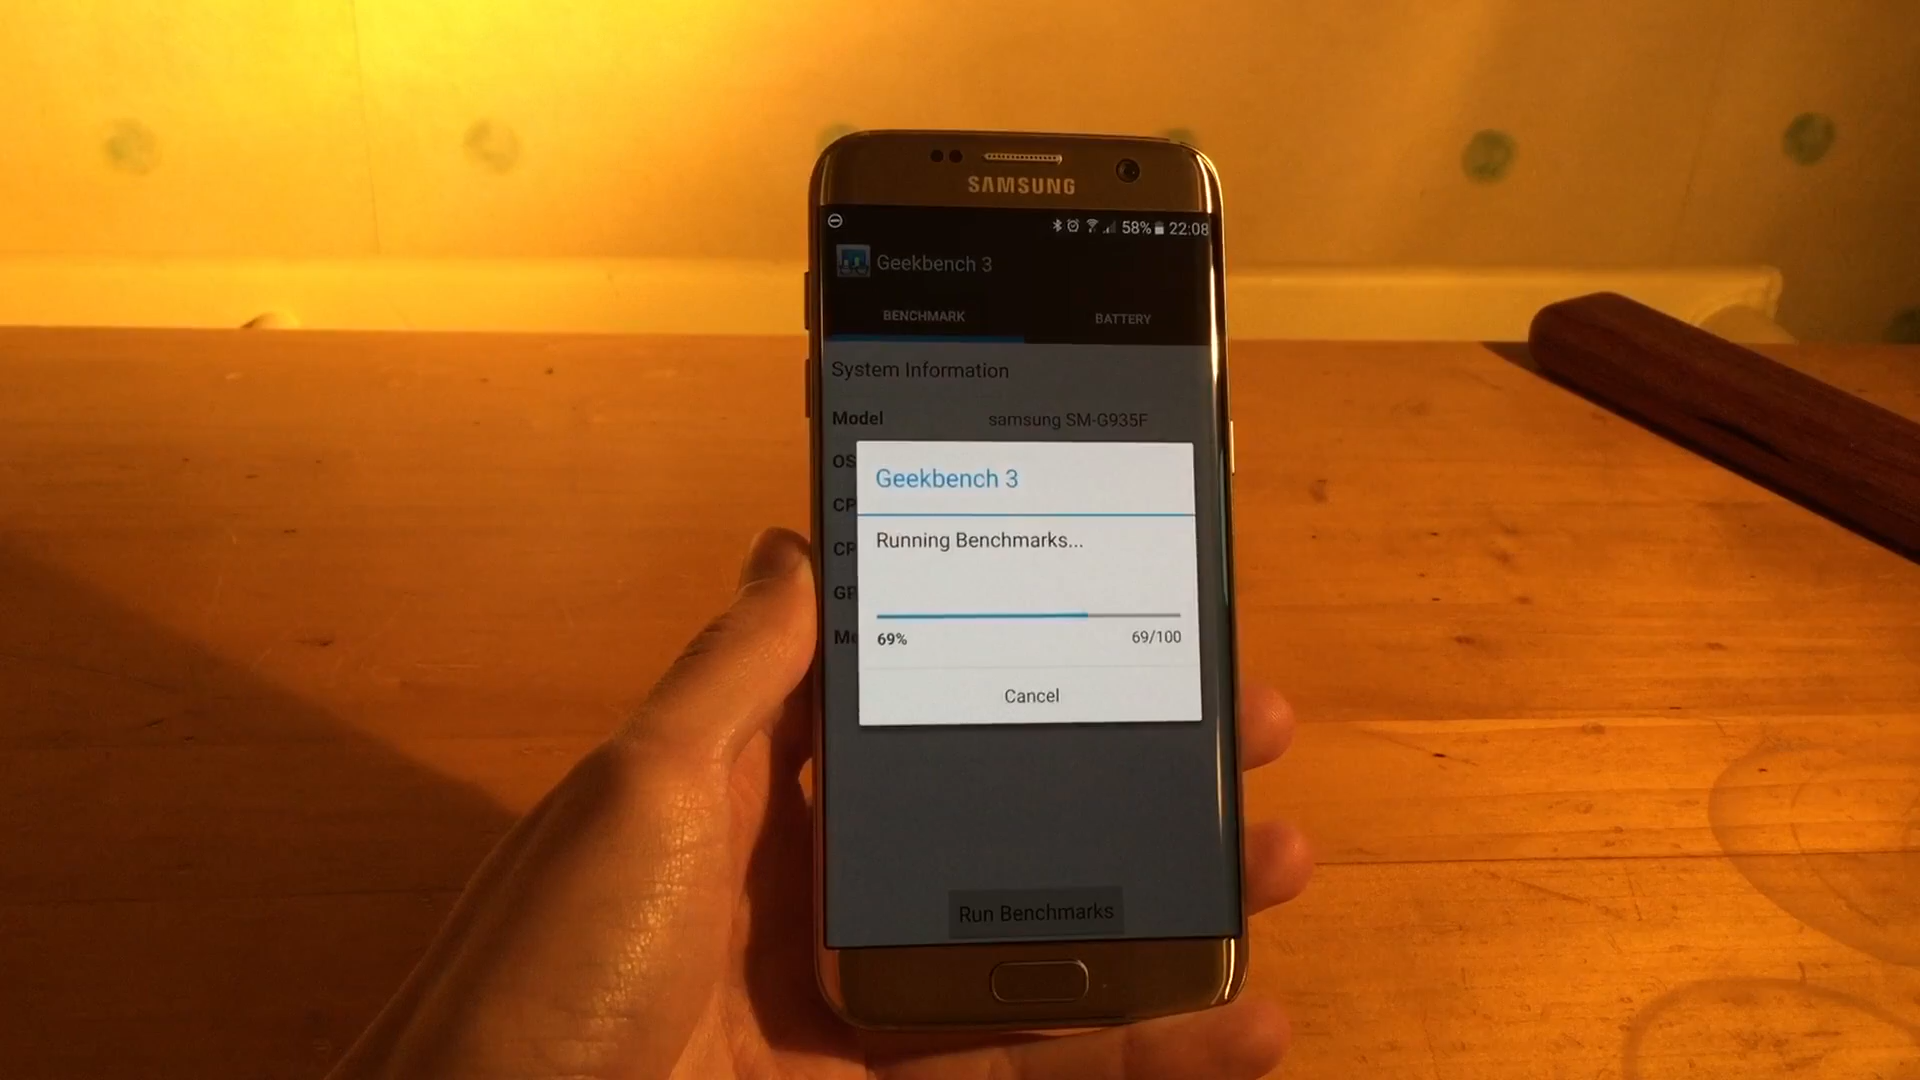 SAMSUNG
58% 22:08
Geekbench 3
BENCHMARK BATTERY
System Information
Model samsung SM-G935F
OS
CP
CP
GP
Me
Geekbench 3
Running Benchmarks...
69% 69/100
Cancel
Run Benchmarks